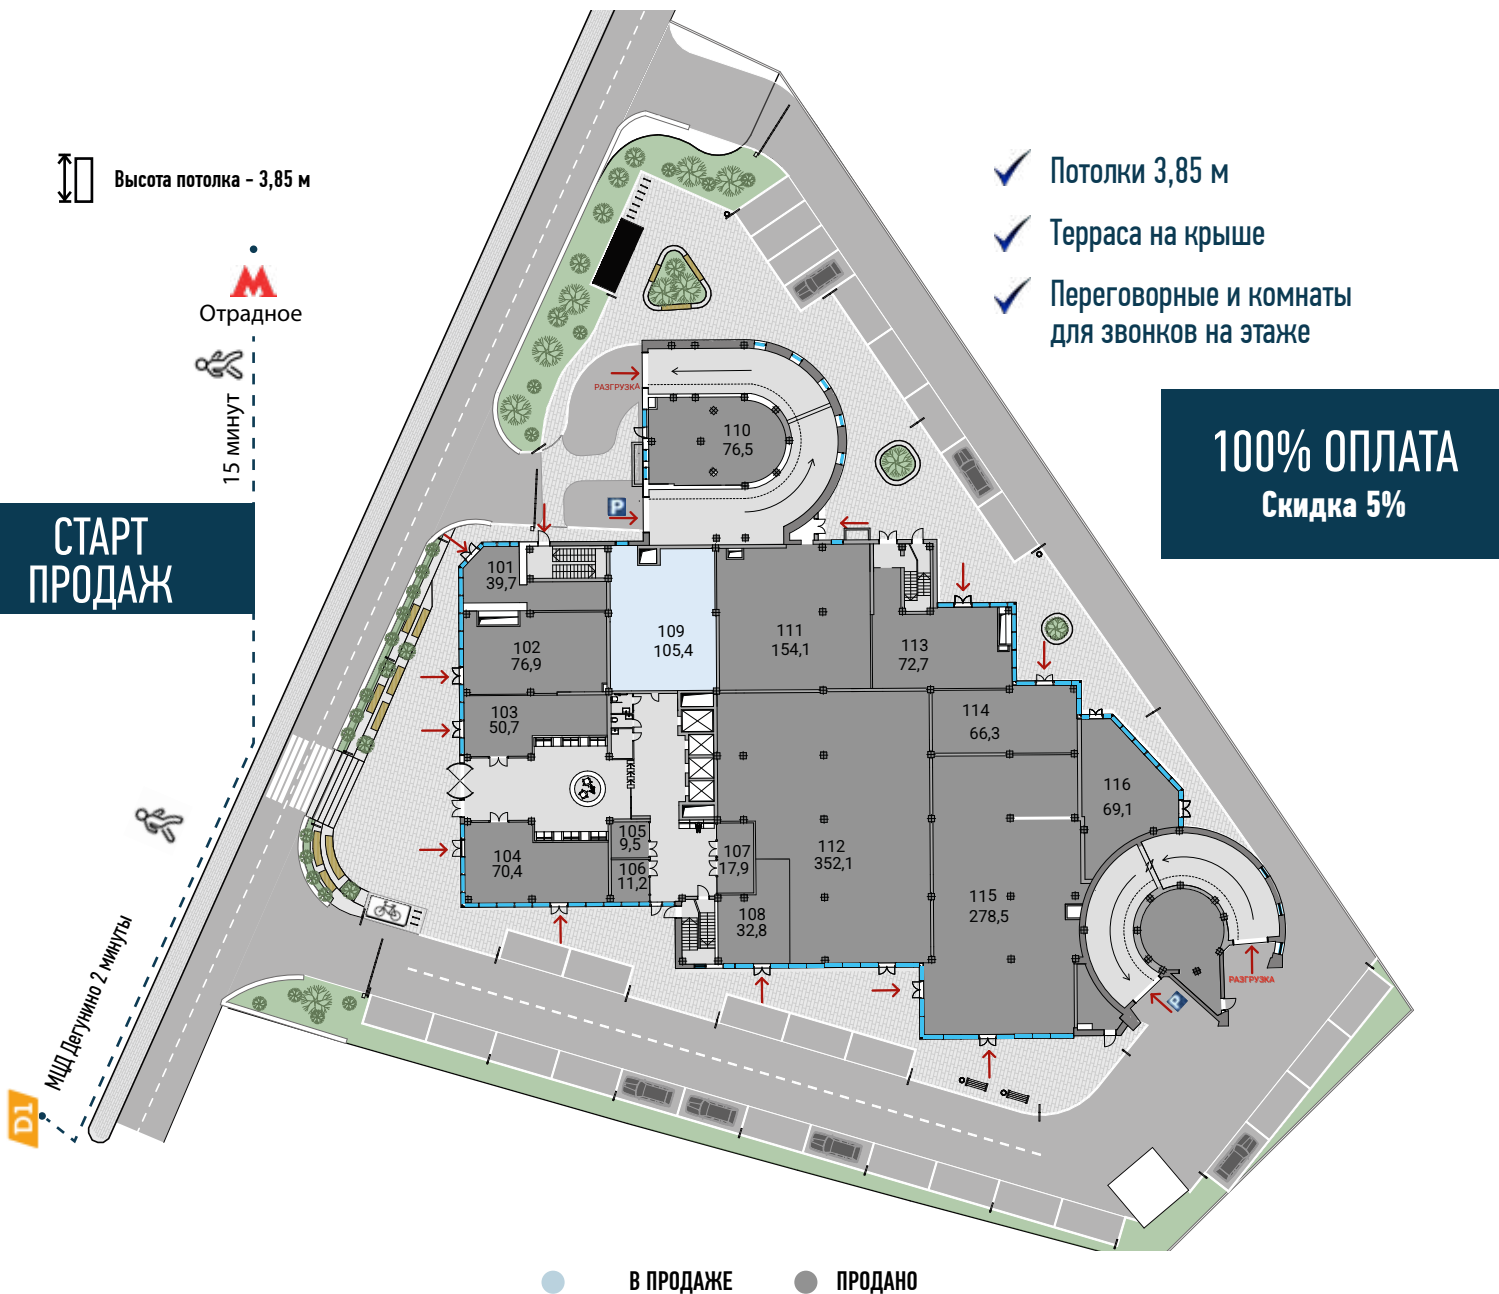 Высота потолка - 3,85 м
Отрадное
15 минут
СТАРТ
ПРОДАЖ
МЦД Дегунино 2 минуты
D1
Потолки 3,85 м
Терраса на крыше
Переговорные и комнаты
для звонков на этаже
100% ОПЛАТА
Скидка 5%
РАЗГРУЗКА
110
76,5
P
101
39,7
102
76,9
103
50,7
104
70,4
105
9,5
106
11,2
107
17,9
108
32,8
109
105,4
111
154,1
112
352,1
113
72,7
114
66,3
115
278,5
116
69,1
РАЗГРУЗКА
P
В ПРОДАЖЕ
ПРОДАНО